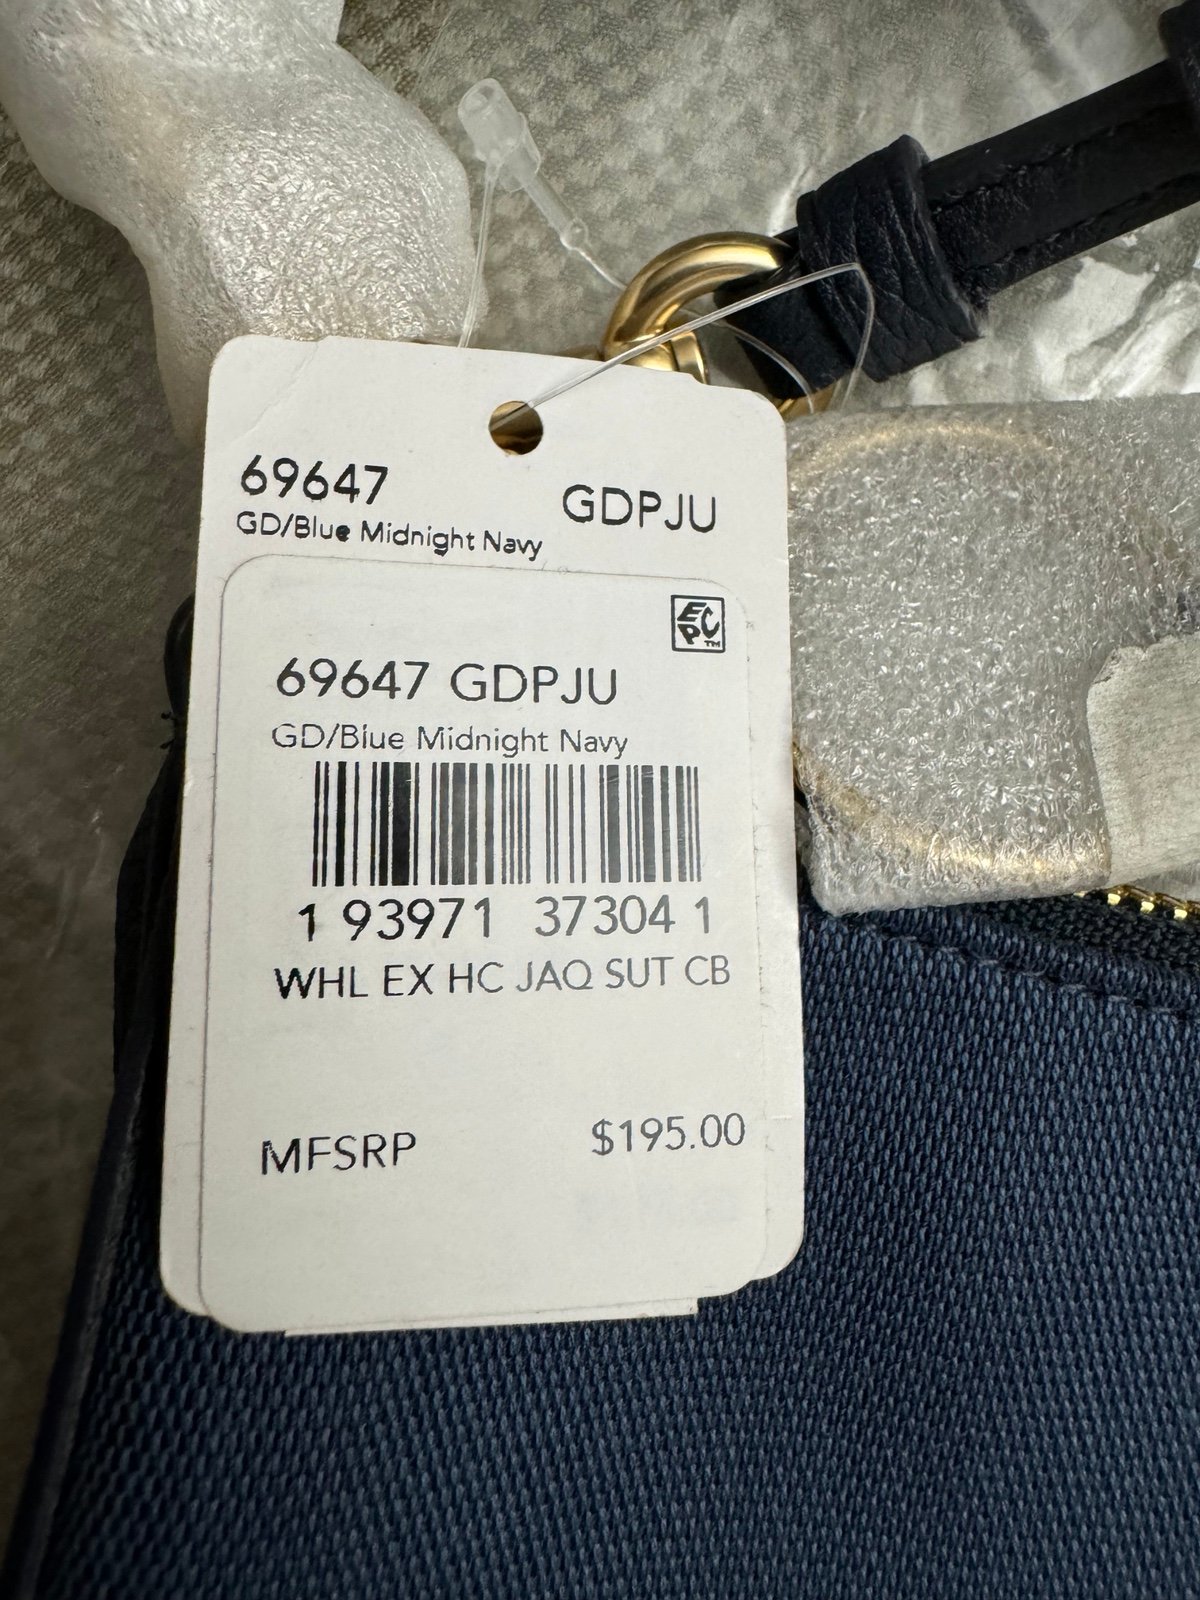 69647 GDPJU
GD/Blue Midnight Navy
EPC™
69647 GDPJU
GD/Blue Midnight Navy
1 93971 37304 1
WHL EX HC JAQ SUT CB
MFSRP $195.00